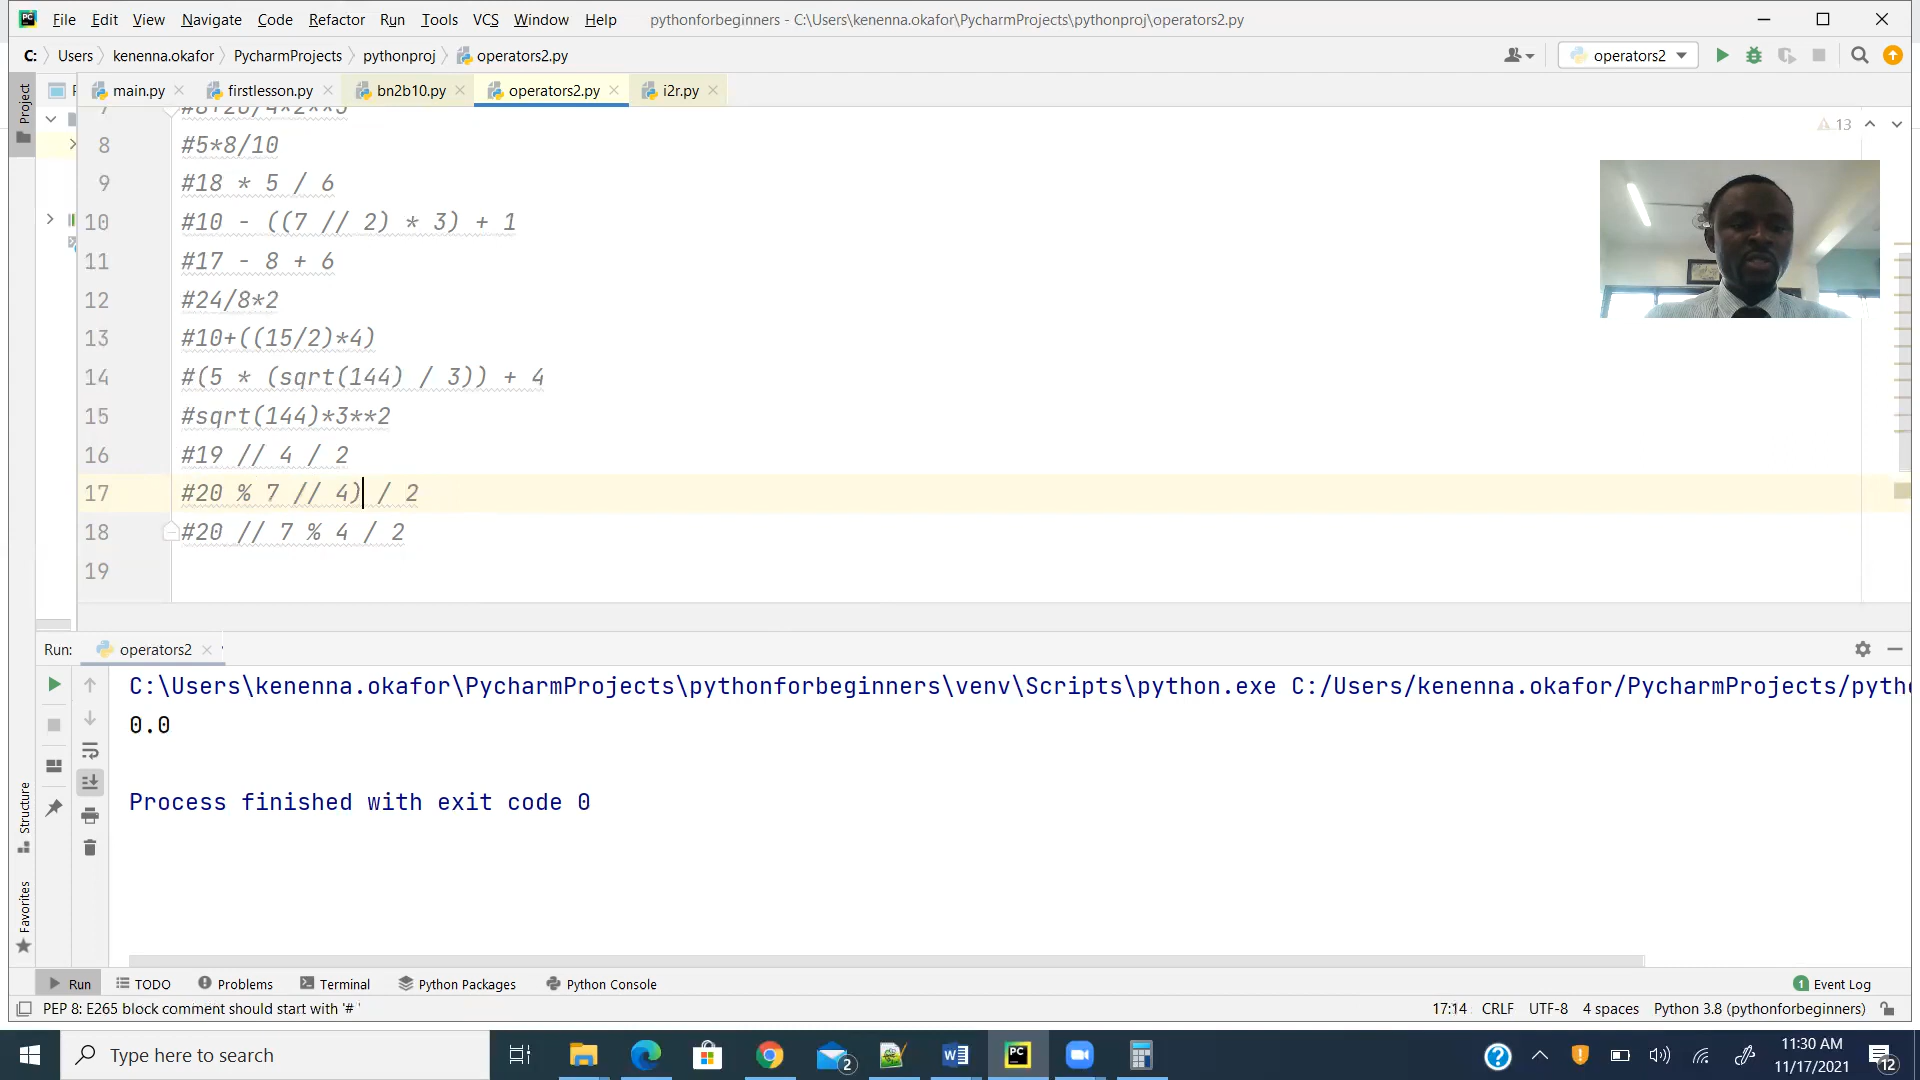 File Edit View Navigate Code Refactor Run Tools VCS Window Help pythonforbeginners - C:\Users\kenenna.okafor\PycharmProjects\pythonproj\operators2.py
C: Users kenenna.okafor PycharmProjects pythonproj operators2.py operators2
main.py firstlesson.py bn2b10.py operators2.py i2r.py
Project
8 #5*8/10
13
9 #18 * 5 / 6
10 #10 - ((7 // 2) * 3) + 1
11 #17 - 8 + 6
12 #24/8*2
13 #10+((15/2)*4)
14 #(5 * (sqrt(144) / 3)) + 4
15 #sqrt(144)*3**2
16 #19 // 4 / 2
17 #20 % 7 // 4) / 2
18 #20 // 7 % 4 / 2
19
Run: operators2
C:\Users\kenenna.okafor\PycharmProjects\pythonforbeginners\venv\Scripts\python.exe C:/Users/kenenna.okafor/PycharmProjects/pytho
0.0
Process finished with exit code 0
Structure
Favorites
Run TODO Problems Terminal Python Packages Python Console 1 Event Log
PEP 8: E265 block comment should start with '# ' 17:14 CRLF UTF-8 4 spaces Python 3.8 (pythonforbeginners)
Type here to search 2 PC 11:30 AM
11/17/2021 12